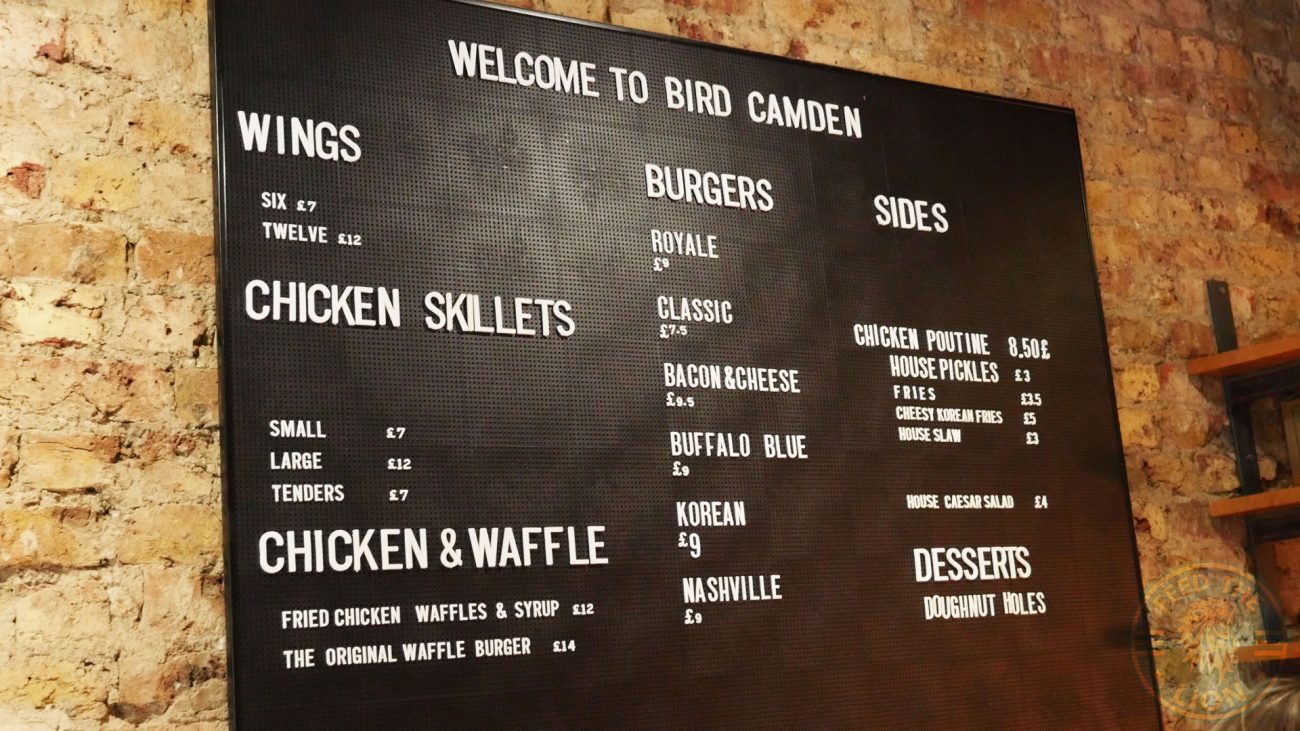 WELCOME TO BIRD CAMDEN
WINGS
SIX £7
TWELVE £12
CHICKEN SKILLETS
SMALL £7
LARGE £12
TENDERS £7
CHICKEN & WAFFLE
FRIED CHICKEN WAFFLES & SYRUP £12
THE ORIGINAL WAFFLE BURGER £14
BURGERS
ROYALE
£9
CLASSIC
£7.5
BACON&CHEESE
£9.5
BUFFALO BLUE
£9
KOREAN
£9
NASHVILLE
£9
SIDES
CHICKEN POUTINE 8.50£
HOUSE PICKLES £3
FRIES £3.5
CHEESY KOREAN FRIES £5
HOUSE SLAW £3
HOUSE CAESAR SALAD £4
DESSERTS
DOUGHNUT HOLES
FEED THE
LION